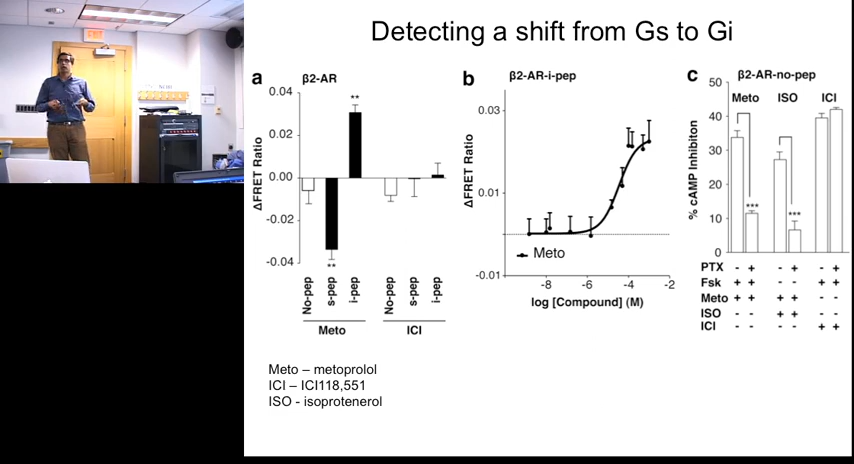 Detecting a shift from Gs to Gi
a
β2-AR
ΔFRET Ratio
0.04
0.02
0.00
-0.02
-0.04
**
**
No-pep
s-pep
i-pep
No-pep
s-pep
i-pep
Meto
ICI
b
β2-AR-i-pep
ΔFRET Ratio
0.03
0.01
-0.01
Meto
-8
-6
-4
-2
log [Compound] (M)
c
β2-AR-no-pep
% cAMP Inhibiton
50
40
30
20
10
0
Meto
ISO
ICI
***
***
PTX - + - + - +
Fsk + + + + + +
Meto + + + + - -
ISO - - + + - -
ICI - - - - + +
Meto – metoprolol
ICI – ICI118,551
ISO - isoprotenerol